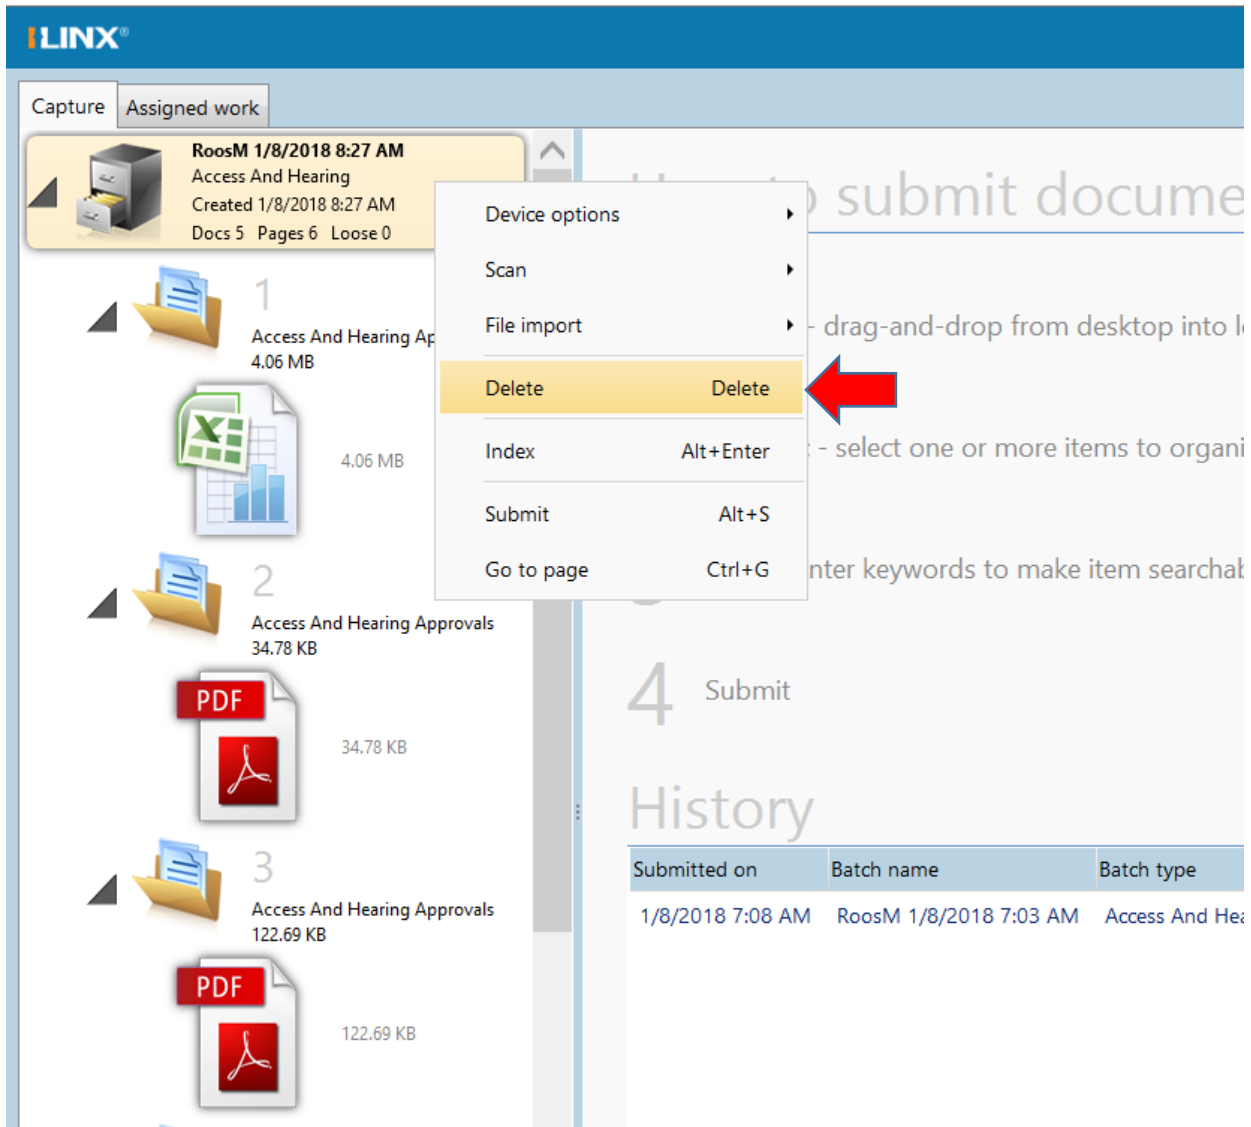 ILINX®
Capture Assigned work
RoosM 1/8/2018 8:27 AM
Access And Hearing
Created 1/8/2018 8:27 AM
Docs 5 Pages 6 Loose 0
submit
Device options
Scan
File import
- drag-and-drop from desktop into
Delete Delete
Index Alt+Enter
- select one or more items to
Submit Alt+S
Go to page Ctrl+G
keywords to make item
1
Access And Hearing
4.06 MB
4.06 MB
2
Access And Hearing Approvals
34.78 KB
PDF
34.78 KB
3
Access And Hearing Approvals
122.69 KB
PDF
122.69 KB
4 Submit
History
Submitted on Batch name Batch type
1/8/2018 7:08 AM RoosM 1/8/2018 7:03 AM Access And